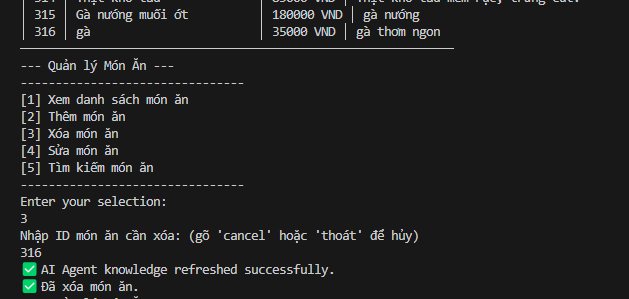 | 315 | Gà nướng muối ớt | 180000 VND | gà nướng
| 316 | gà | 35000 VND | gà thơm ngon
--- Quản lý Món Ăn ---
--------------------------------
[1] Xem danh sách món ăn
[2] Thêm món ăn
[3] Xóa món ăn
[4] Sửa món ăn
[5] Tìm kiếm món ăn
--------------------------------
Enter your selection:
3
Nhập ID món ăn cần xóa: (gõ 'cancel' hoặc 'thoát' để hủy)
316
✅ AI Agent knowledge refreshed successfully.
✅ Đã xóa món ăn.